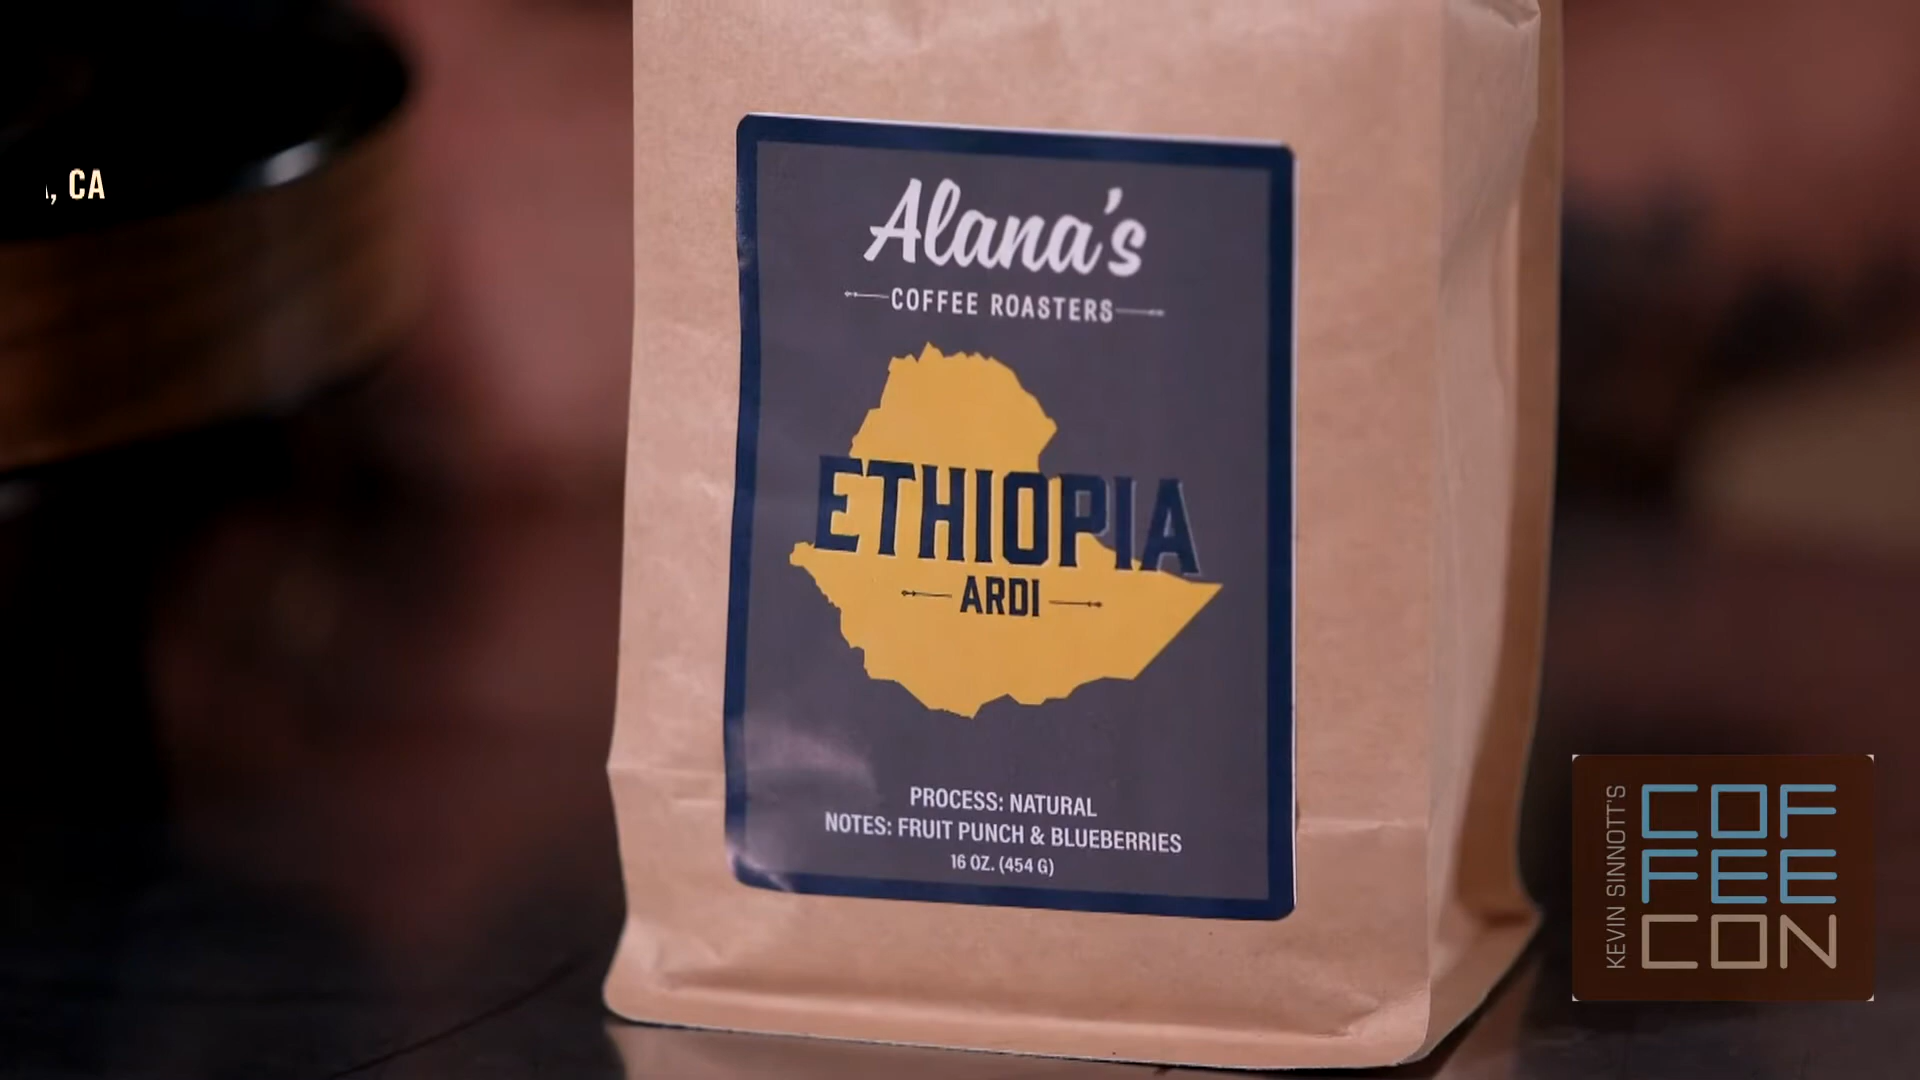 , CA
Alana's
COFFEE ROASTERS
ETHIOPIA
ARDI
PROCESS: NATURAL
NOTES: FRUIT PUNCH & BLUEBERRIES
16 OZ. (454 G)
KEVIN SINNOTT'S
COF
FEE
CON